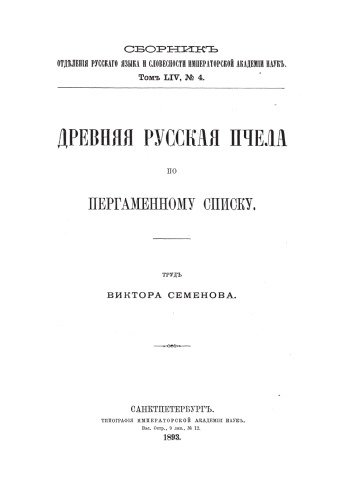 СБОРНИКЪ
ОТДѢЛЕНІЯ РУССКАГО ЯЗЫКА И СЛОВЕСНОСТИ ИМПЕРАТОРСКОЙ АКАДЕМІИ НАУКЪ.
Томъ LIV, № 4.
ДРЕВНЯЯ РУССКАЯ ПЧЕЛА
ПО
ПЕРГАМЕННОМУ СПИСКУ.
ТРУДЪ
ВИКТОРА СЕМЕНОВА.
САНКТПЕТЕРБУРГЪ.
ТИПОГРАФІЯ ИМПЕРАТОРСКОЙ АКАДЕМІИ НАУКЪ.
Вас. Остр., 9 лин., № 12.
1893.